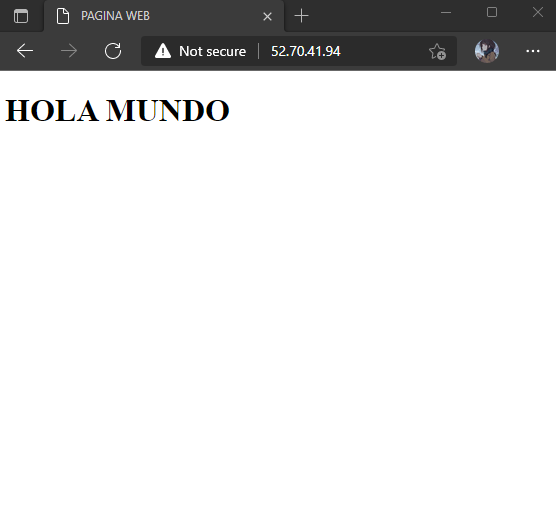 PAGINA WEB
Not secure
52.70.41.94
HOLA MUNDO